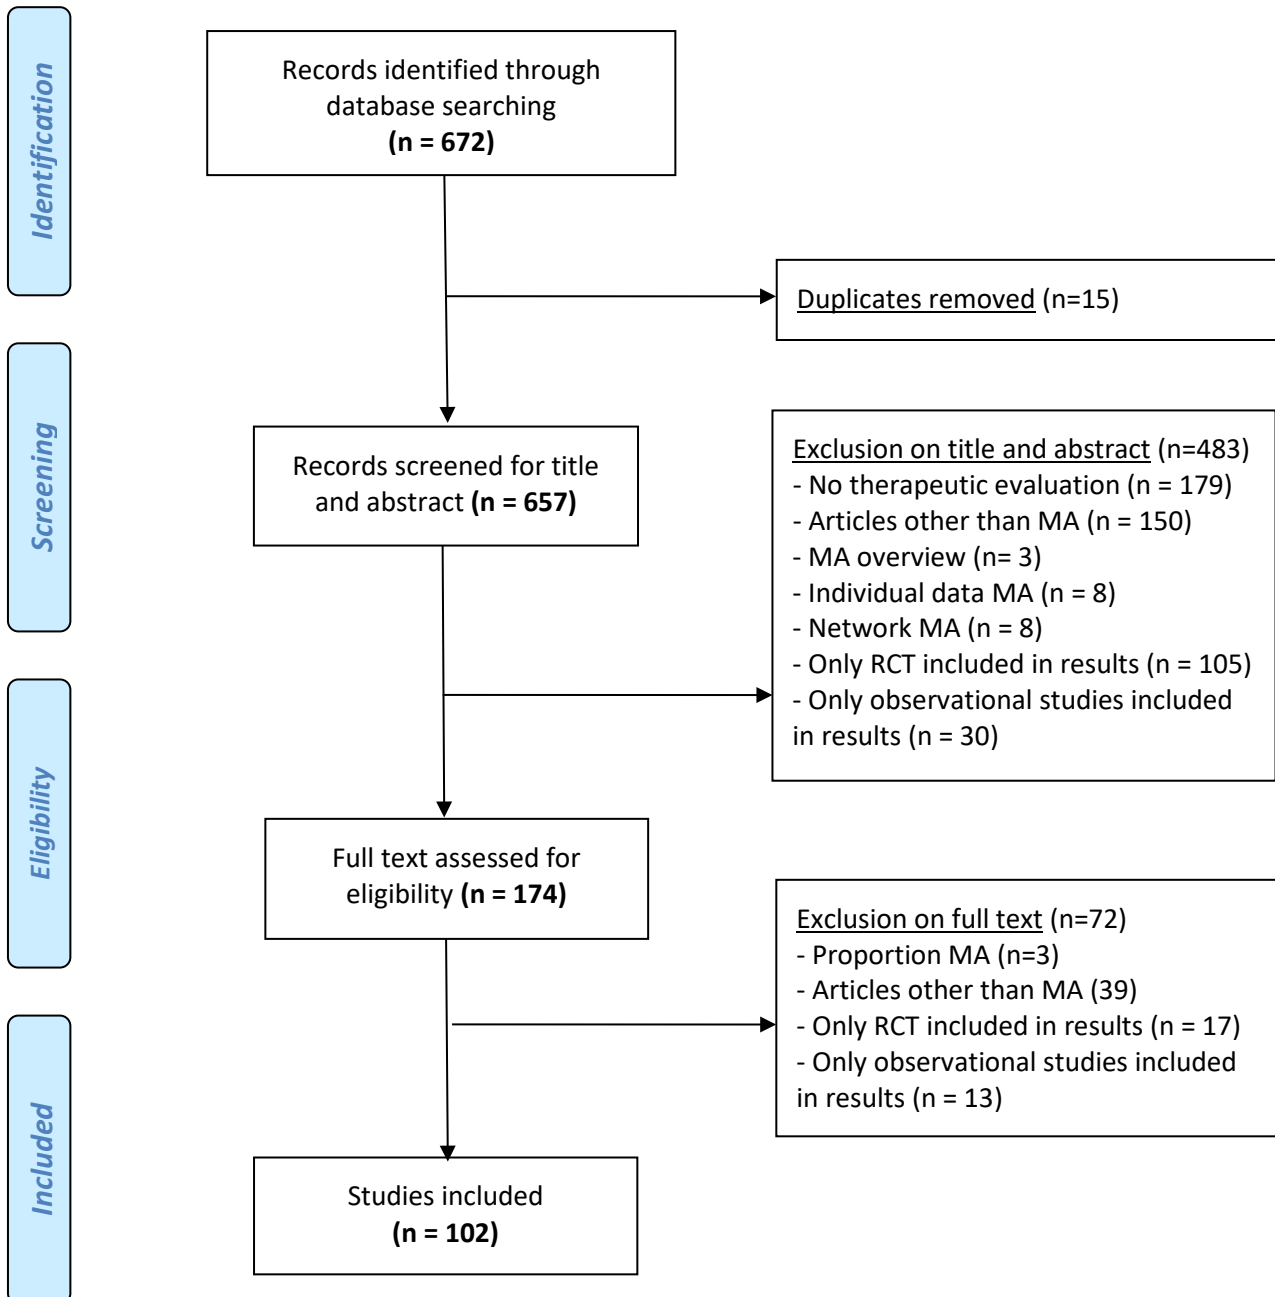 Identification
Records identified through
database searching
(n = 672)
Duplicates removed (n=15)
Screening
Records screened for title
and abstract (n = 657)
Exclusion on title and abstract (n=483)
- No therapeutic evaluation (n = 179)
- Articles other than MA (n = 150)
- MA overview (n= 3)
- Individual data MA (n = 8)
- Network MA (n = 8)
- Only RCT included in results (n = 105)
- Only observational studies included
in results (n = 30)
Eligibility
Full text assessed for
eligibility (n = 174)
Exclusion on full text (n=72)
- Proportion MA (n=3)
- Articles other than MA (39)
- Only RCT included in results (n = 17)
- Only observational studies included
in results (n = 13)
Included
Studies included
(n = 102)